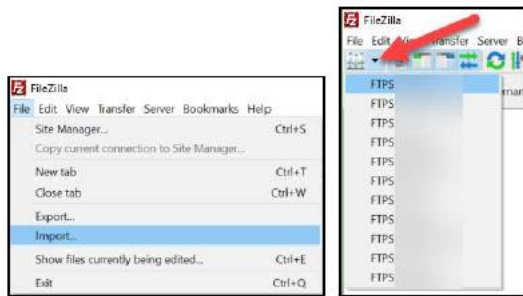 FileZilla
File Edit View Transfer Server Bookmarks Help
Site Manager... Ctrl+S
Copy current connection to Site Manager...
New tab Ctrl+T
Close tab Ctrl+W
Export...
Import...
Show files currently being edited... Ctrl+E
Exit Ctrl+Q
FileZilla
File Edit View Transfer Server B
FTPS
FTPS
FTPS
FTPS
FTPS
FTPS
FTPS
FTPS
FTPS
FTPS
FTPS